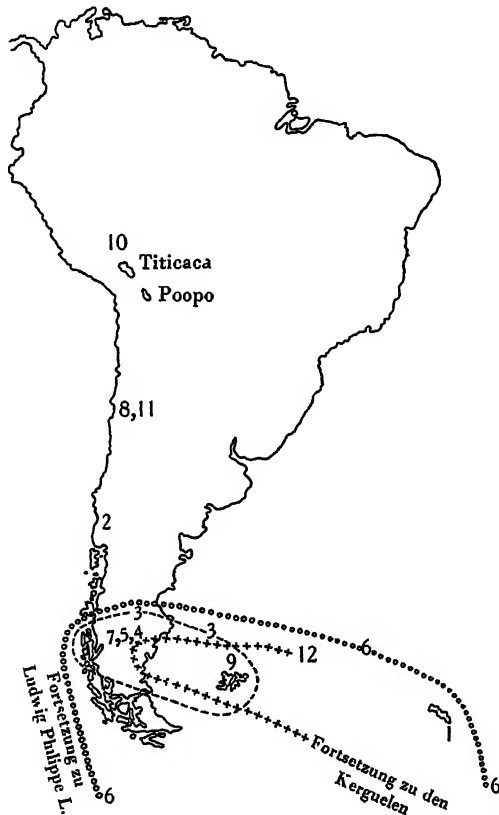 10
Titicaca
Poopo
8,11
2
3
7,5,4
3
6
12
9
1
Fortsetzung zu
Ludwig Philippe L.
6
Fortsetzung zu den
Kerguelen
6